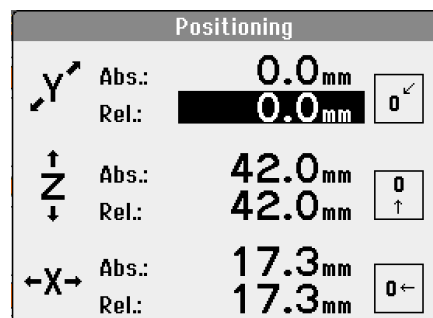 Positioning
Y Abs.: 0.0mm
Rel.: 0.0mm 0↙
Z Abs.: 42.0mm
Rel.: 42.0mm 0↑
←X→ Abs.: 17.3mm
Rel.: 17.3mm 0←